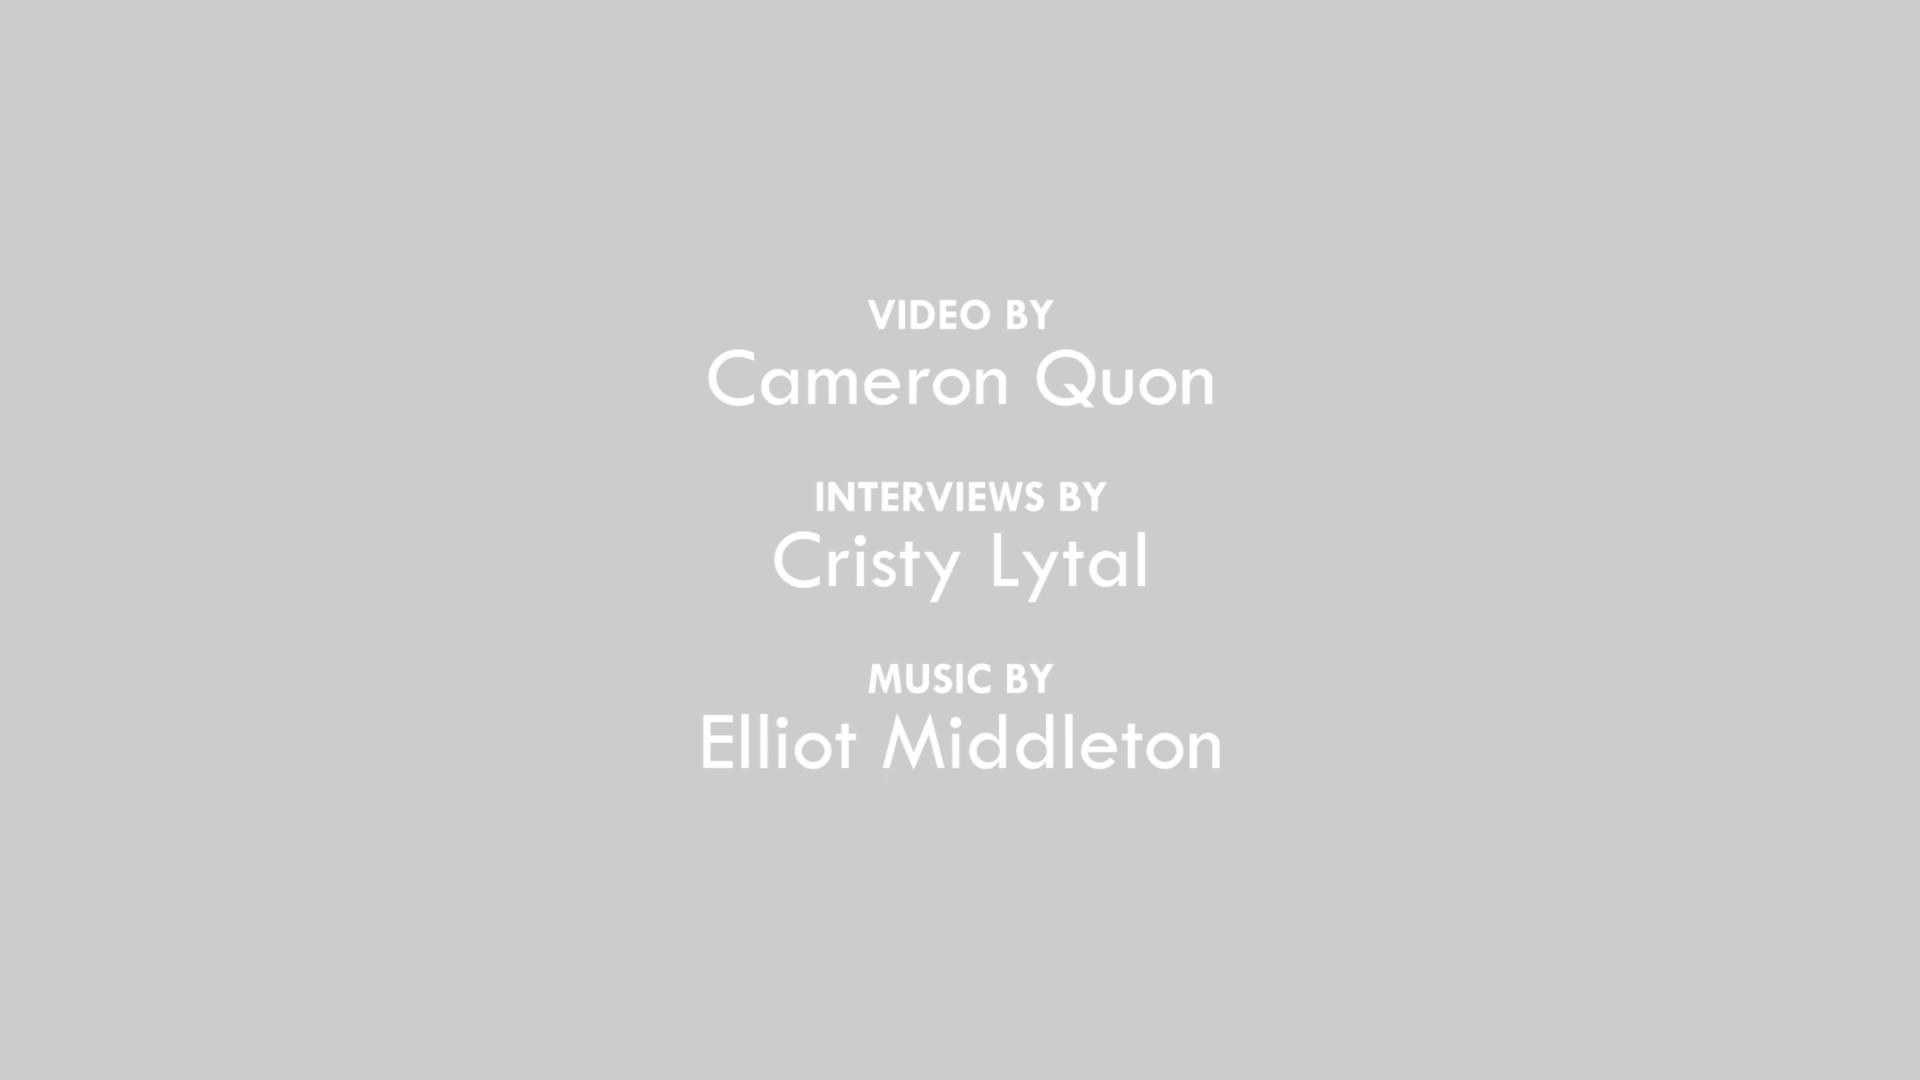 VIDEO BY
Cameron Quon
INTERVIEWS BY
Cristy Lytal
MUSIC BY
Elliot Middleton